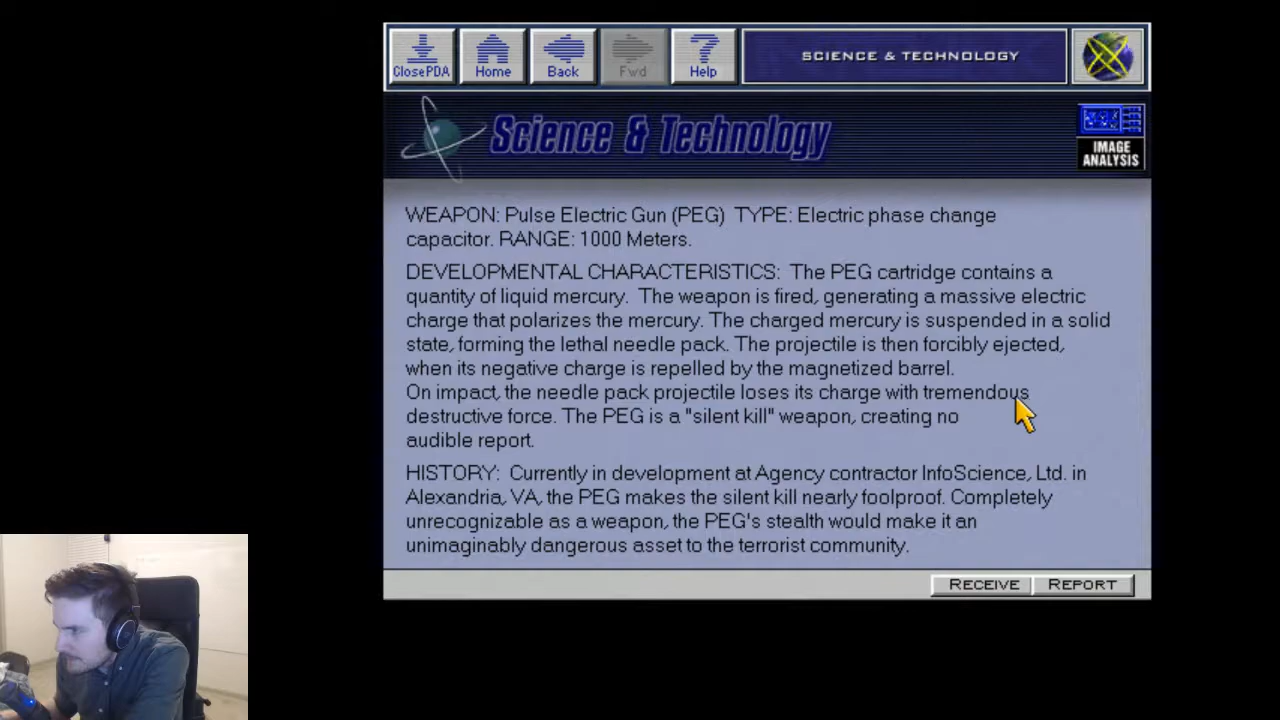 ClosePDA Home Back Fwd Help SCIENCE & TECHNOLOGY
Science & Technology
IMAGE
ANALYSIS
WEAPON: Pulse Electric Gun (PEG) TYPE: Electric phase change
capacitor. RANGE: 1000 Meters.
DEVELOPMENTAL CHARACTERISTICS: The PEG cartridge contains a
quantity of liquid mercury. The weapon is fired, generating a massive electric
charge that polarizes the mercury. The charged mercury is suspended in a solid
state, forming the lethal needle pack. The projectile is then forcibly ejected,
when its negative charge is repelled by the magnetized barrel.
On impact, the needle pack projectile loses its charge with tremendous
destructive force. The PEG is a "silent kill" weapon, creating no
audible report.
HISTORY: Currently in development at Agency contractor InfoScience, Ltd. in
Alexandria, VA, the PEG makes the silent kill nearly foolproof. Completely
unrecognizable as a weapon, the PEG's stealth would make it an
unimaginably dangerous asset to the terrorist community.
RECEIVE REPORT